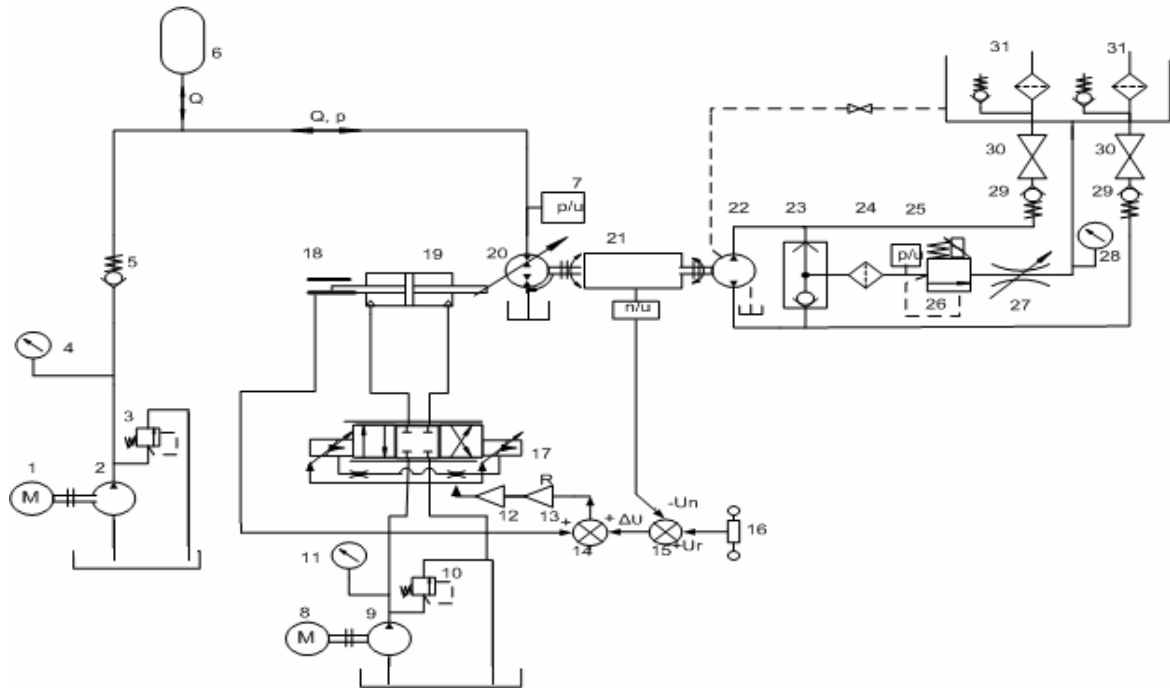 31 31
6
Q
Q, p
30 30
7
p/u
29 29
22 23 24 25
5
18 19 20 21
p/u
28
n/u
26 27
4
3
17
1 2
R
-Un
M
12 13
+ + ΔU
16
14 15 +Ur
11
10
8 9
M